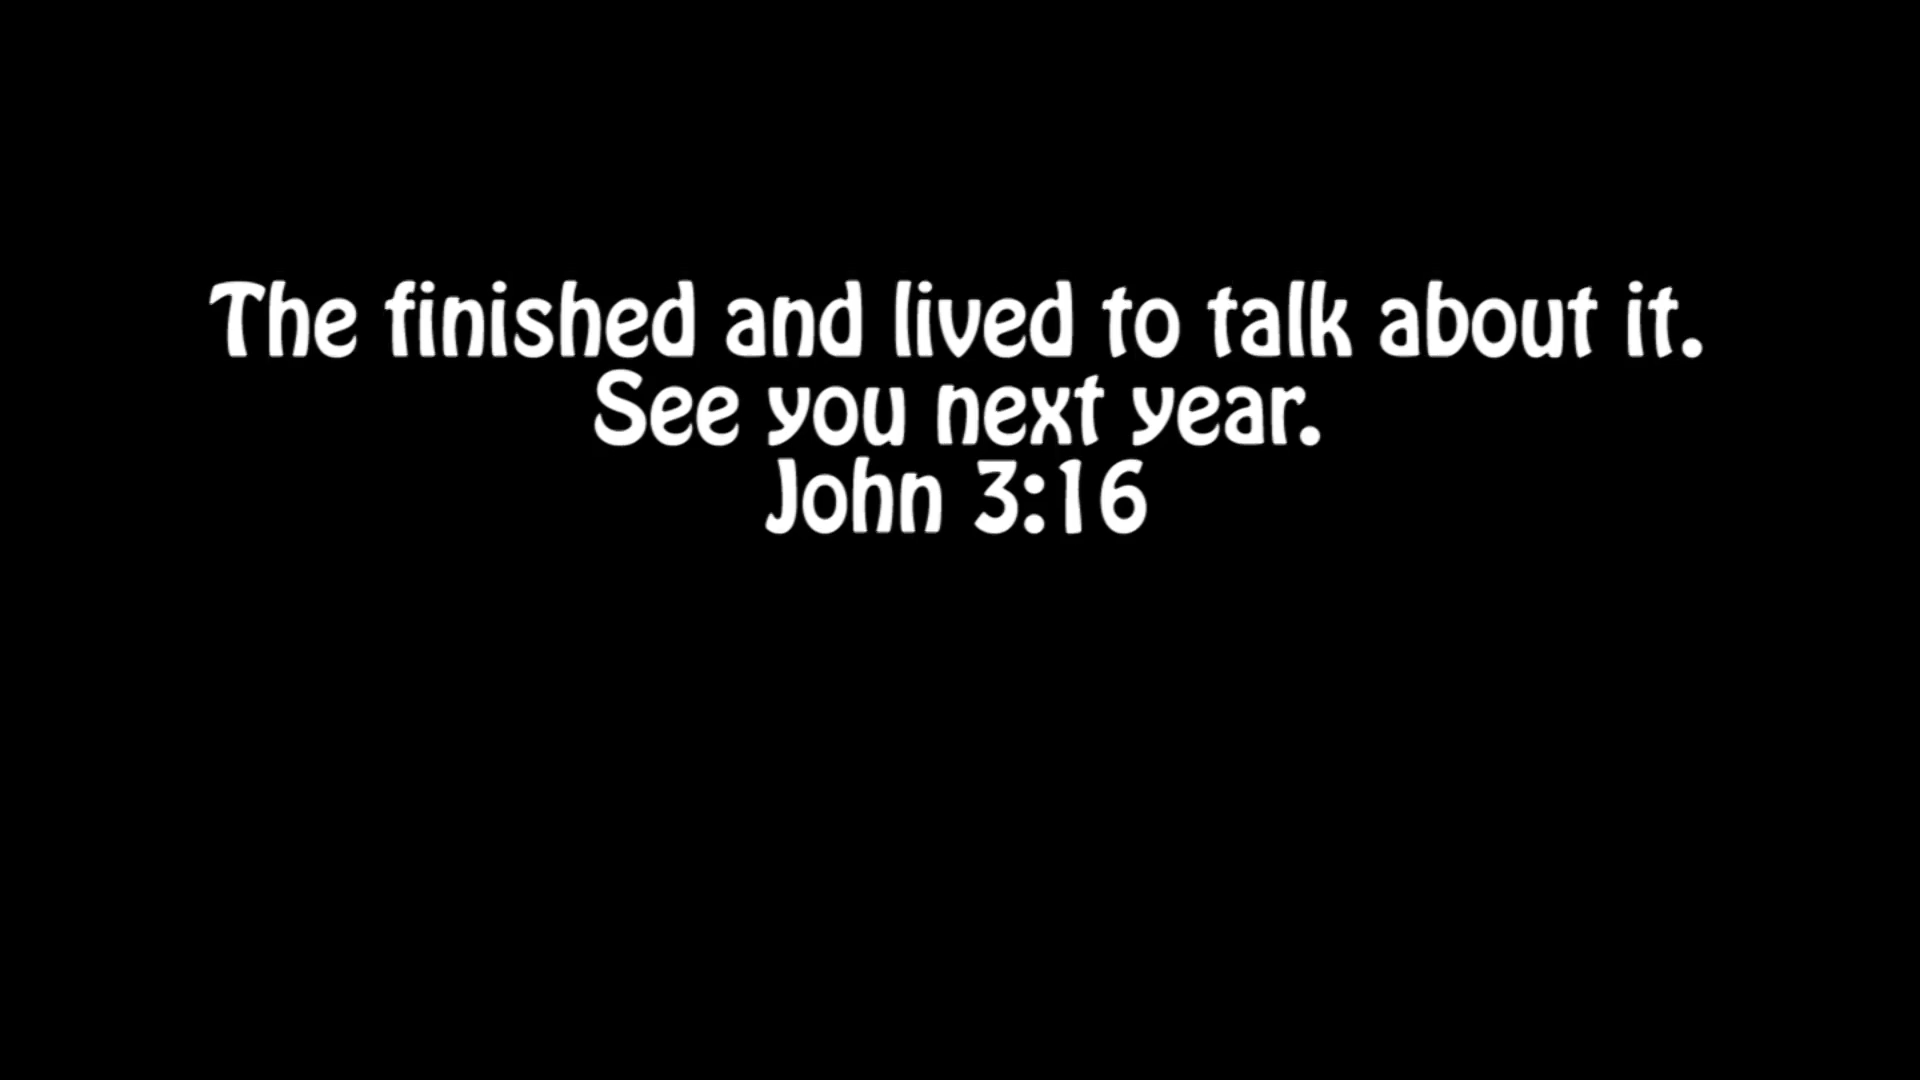 The finished and lived to talk about it.
See you next year.
John 3:16